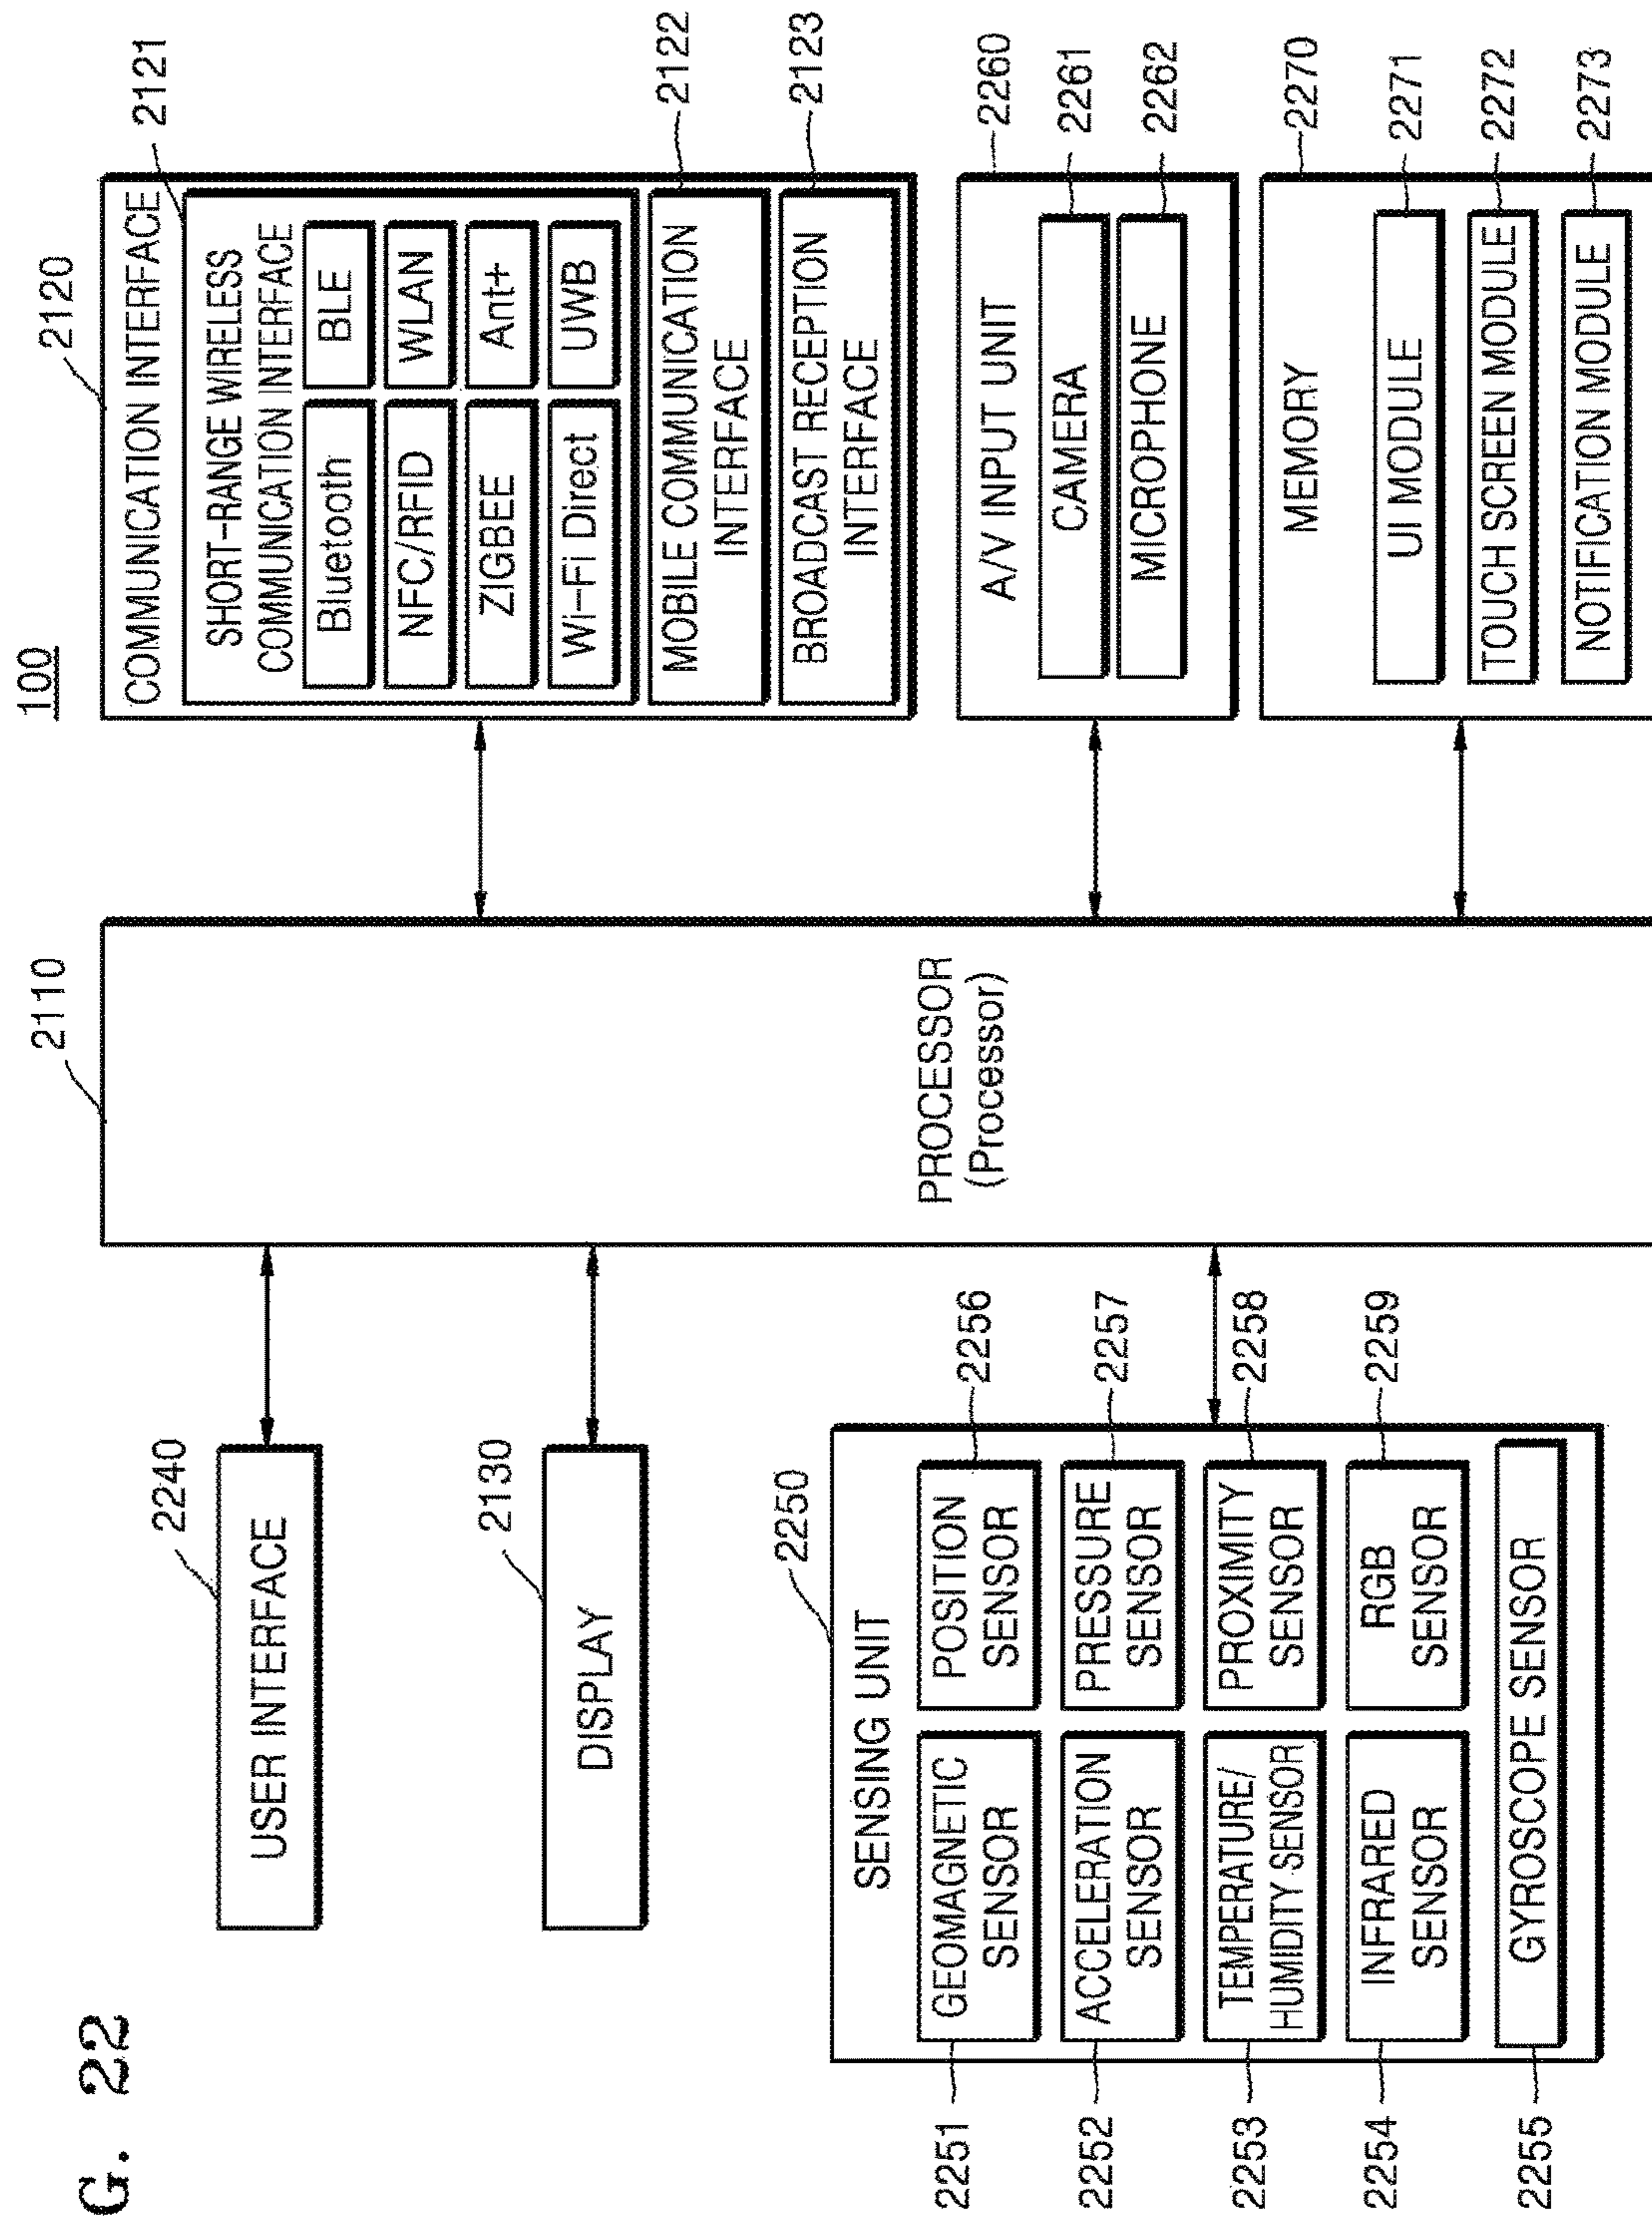 G. 22
100
2240
USER INTERFACE
2130
DISPLAY
2250
SENSING UNIT
2251
GEOMAGNETIC
SENSOR
POSITION
SENSOR
2256
2252
ACCELERATION
SENSOR
PRESSURE
SENSOR
2257
2253
TEMPERATURE/
HUMIDITY SENSOR
PROXIMITY
SENSOR
2258
2254
INFRARED
SENSOR
RGB
SENSOR
2259
2255
GYROSCOPE SENSOR
2110
PROCESSOR
(Processor)
2120
COMMUNICATION INTERFACE
2121
SHORT-RANGE WIRELESS
COMMUNICATION INTERFACE
Bluetooth
BLE
NFC/RFID
WLAN
ZIGBEE
Ant+
Wi-Fi Direct
UWB
MOBILE COMMUNICATION
INTERFACE
2122
BROADCAST RECEPTION
INTERFACE
2123
A/V INPUT UNIT
2260
CAMERA
2261
MICROPHONE
2262
MEMORY
2270
UI MODULE
2271
TOUCH SCREEN MODULE
2272
NOTIFICATION MODULE
2273